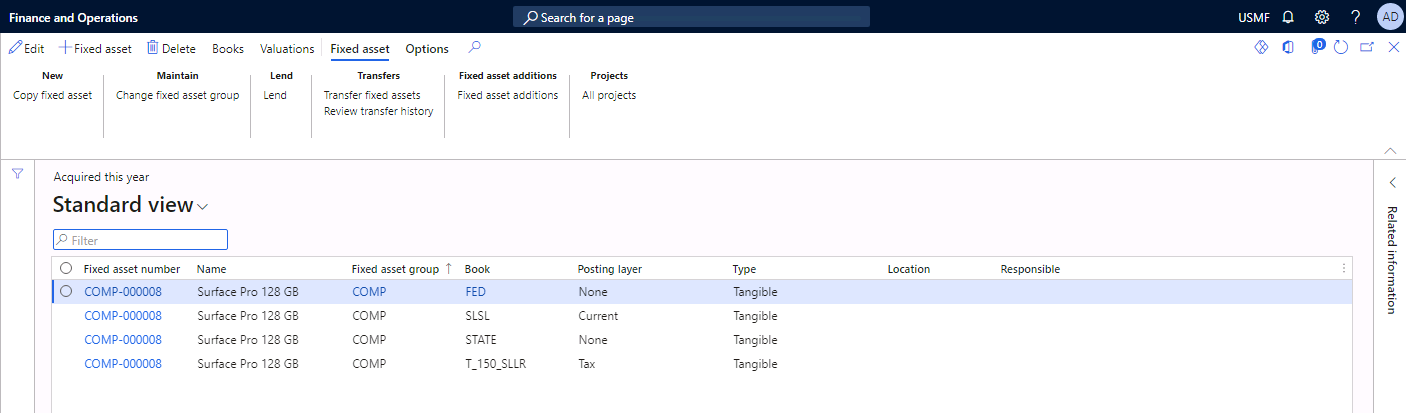 Finance and Operations Search for a page USMF AD
Edit Fixed asset Delete Books Valuations Fixed asset Options 0
New Maintain Lend Transfers Fixed asset additions Projects
Copy fixed asset Change fixed asset group Lend Transfer fixed assets Fixed asset additions All projects
Review transfer history
Acquired this year
Standard view
Filter
Fixed asset number Name Fixed asset group Book Posting layer Type Location Responsible
COMP-000008 Surface Pro 128 GB COMP FED None Tangible
COMP-000008 Surface Pro 128 GB COMP SLSL Current Tangible
COMP-000008 Surface Pro 128 GB COMP STATE None Tangible
COMP-000008 Surface Pro 128 GB COMP T_150_SLLR Tax Tangible
Related information